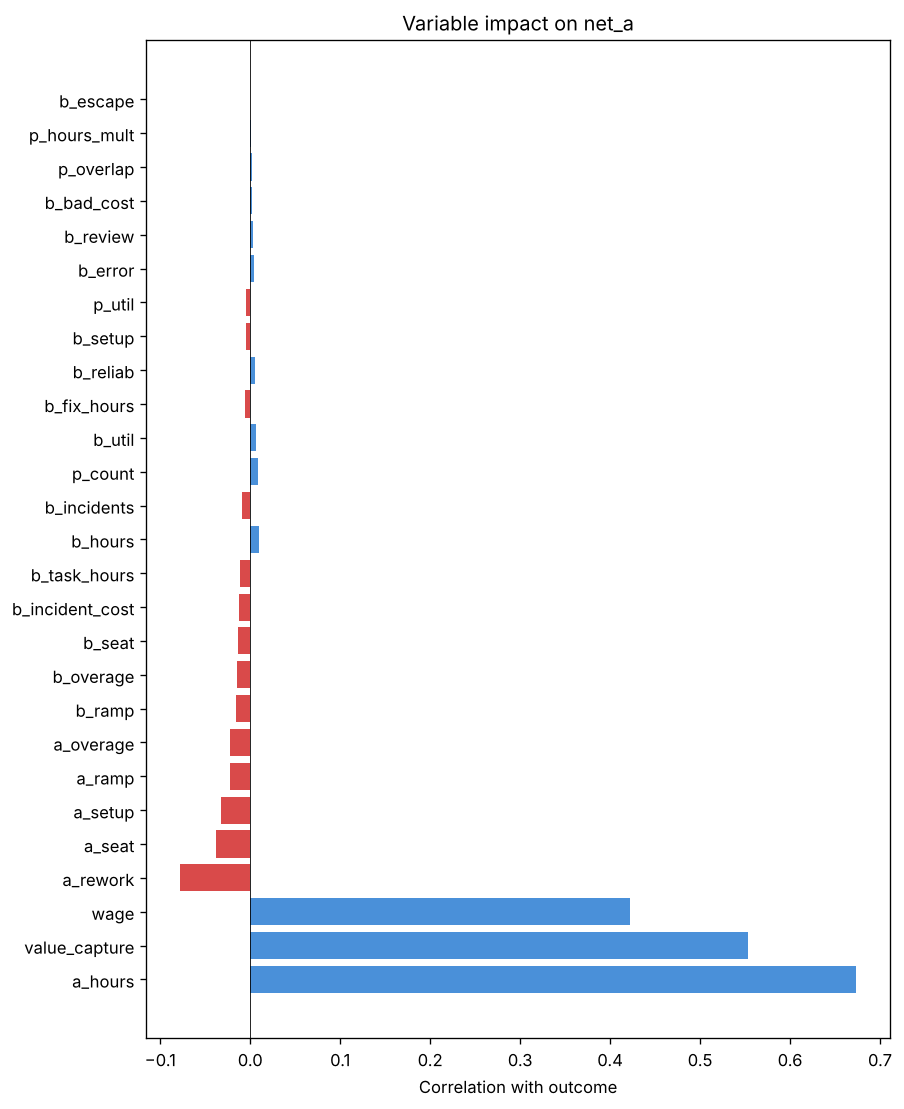 Variable impact on net_a
b_escape
p_hours_mult
p_overlap
b_bad_cost
b_review
b_error
p_util
b_setup
b_reliab
b_fix_hours
b_util
p_count
b_incidents
b_hours
b_task_hours
b_incident_cost
b_seat
b_overage
b_ramp
a_overage
a_ramp
a_setup
a_seat
a_rework
wage
value_capture
a_hours
−0.1 0.0 0.1 0.2 0.3 0.4 0.5 0.6 0.7
Correlation with outcome